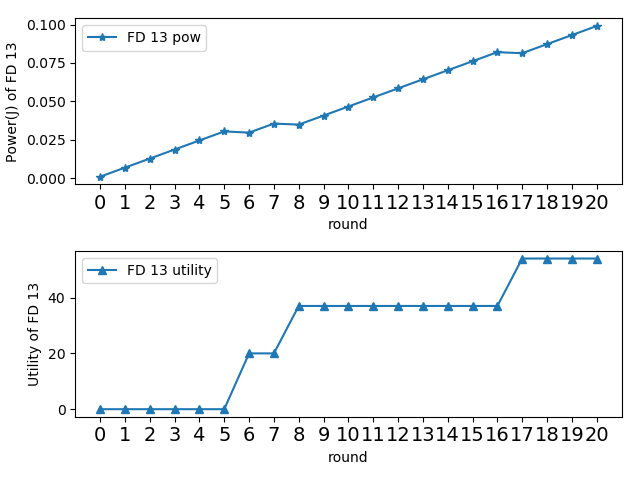 FD 13 pow
Power(J) of FD 13
0.100
0.075
0.050
0.025
0.000
0 1 2 3 4 5 6 7 8 9 10 11 12 13 14 15 16 17 18 19 20
round
FD 13 utility
Utility of FD 13
40
20
0
0 1 2 3 4 5 6 7 8 9 10 11 12 13 14 15 16 17 18 19 20
round